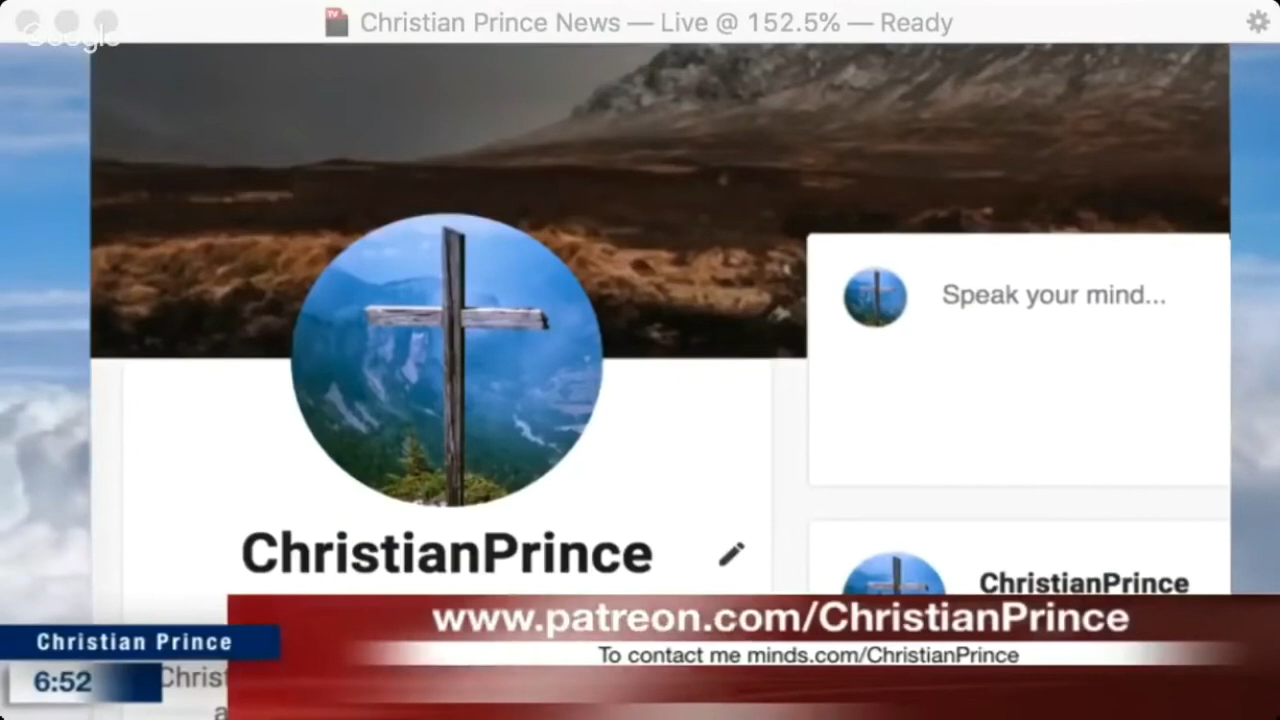 Christian Prince News — Live @ 152.5% — Ready
Google
Speak your mind...
ChristianPrince
ChristianPrince
www.patreon.com/ChristianPrince
To contact me minds.com/ChristianPrince
Christian Prince
6:52
Christ
a